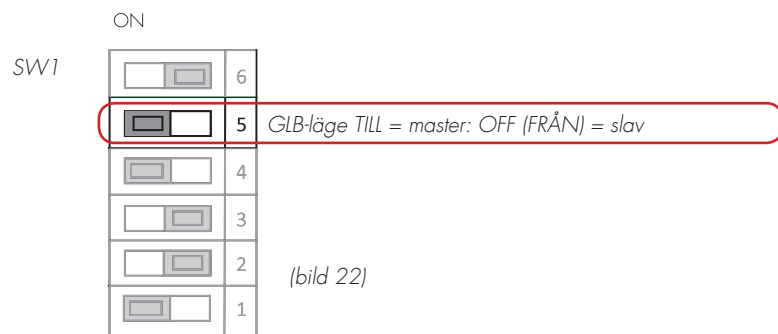 ON
SW1
6
5 GLB-läge TILL = master: OFF (FRÅN) = slav
4
3
2
(bild 22)
1